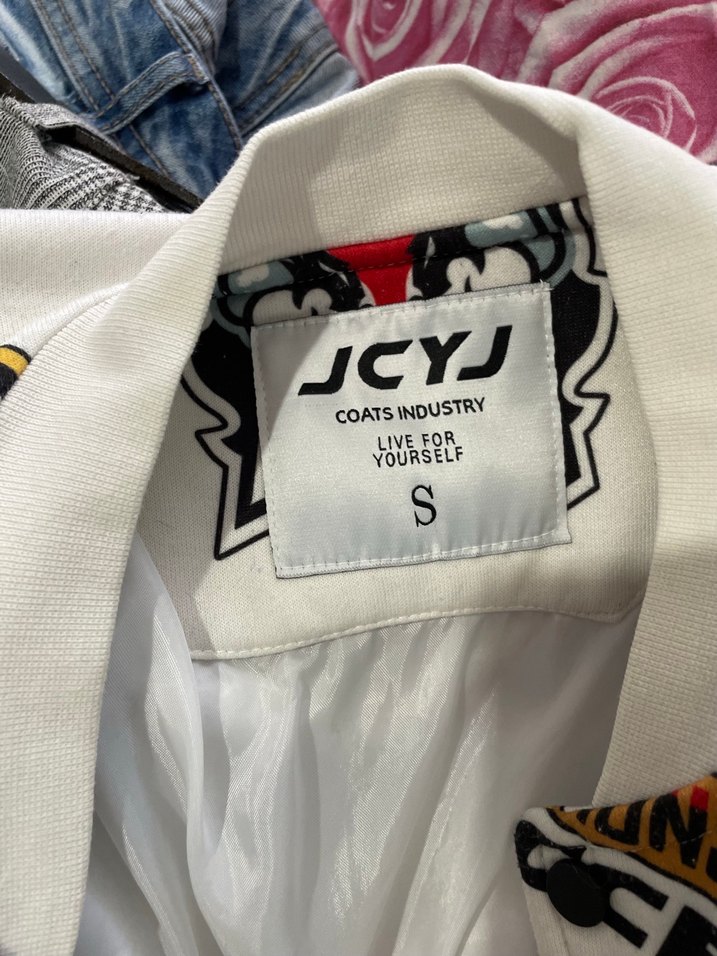 JCYJ
COATS INDUSTRY
LIVE FOR
YOURSELF
S